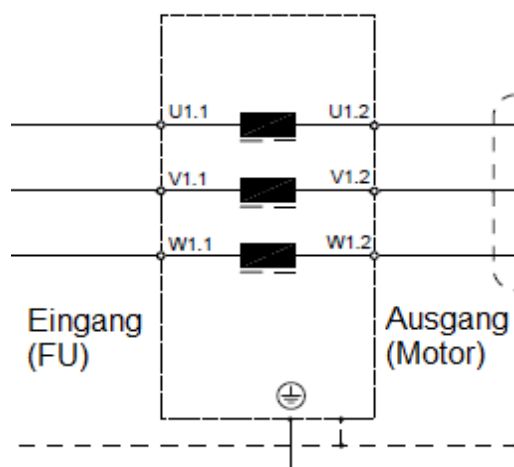 U1.1 U1.2
V1.1 V1.2
W1.1 W1.2
Eingang
(FU)
Ausgang
(Motor)